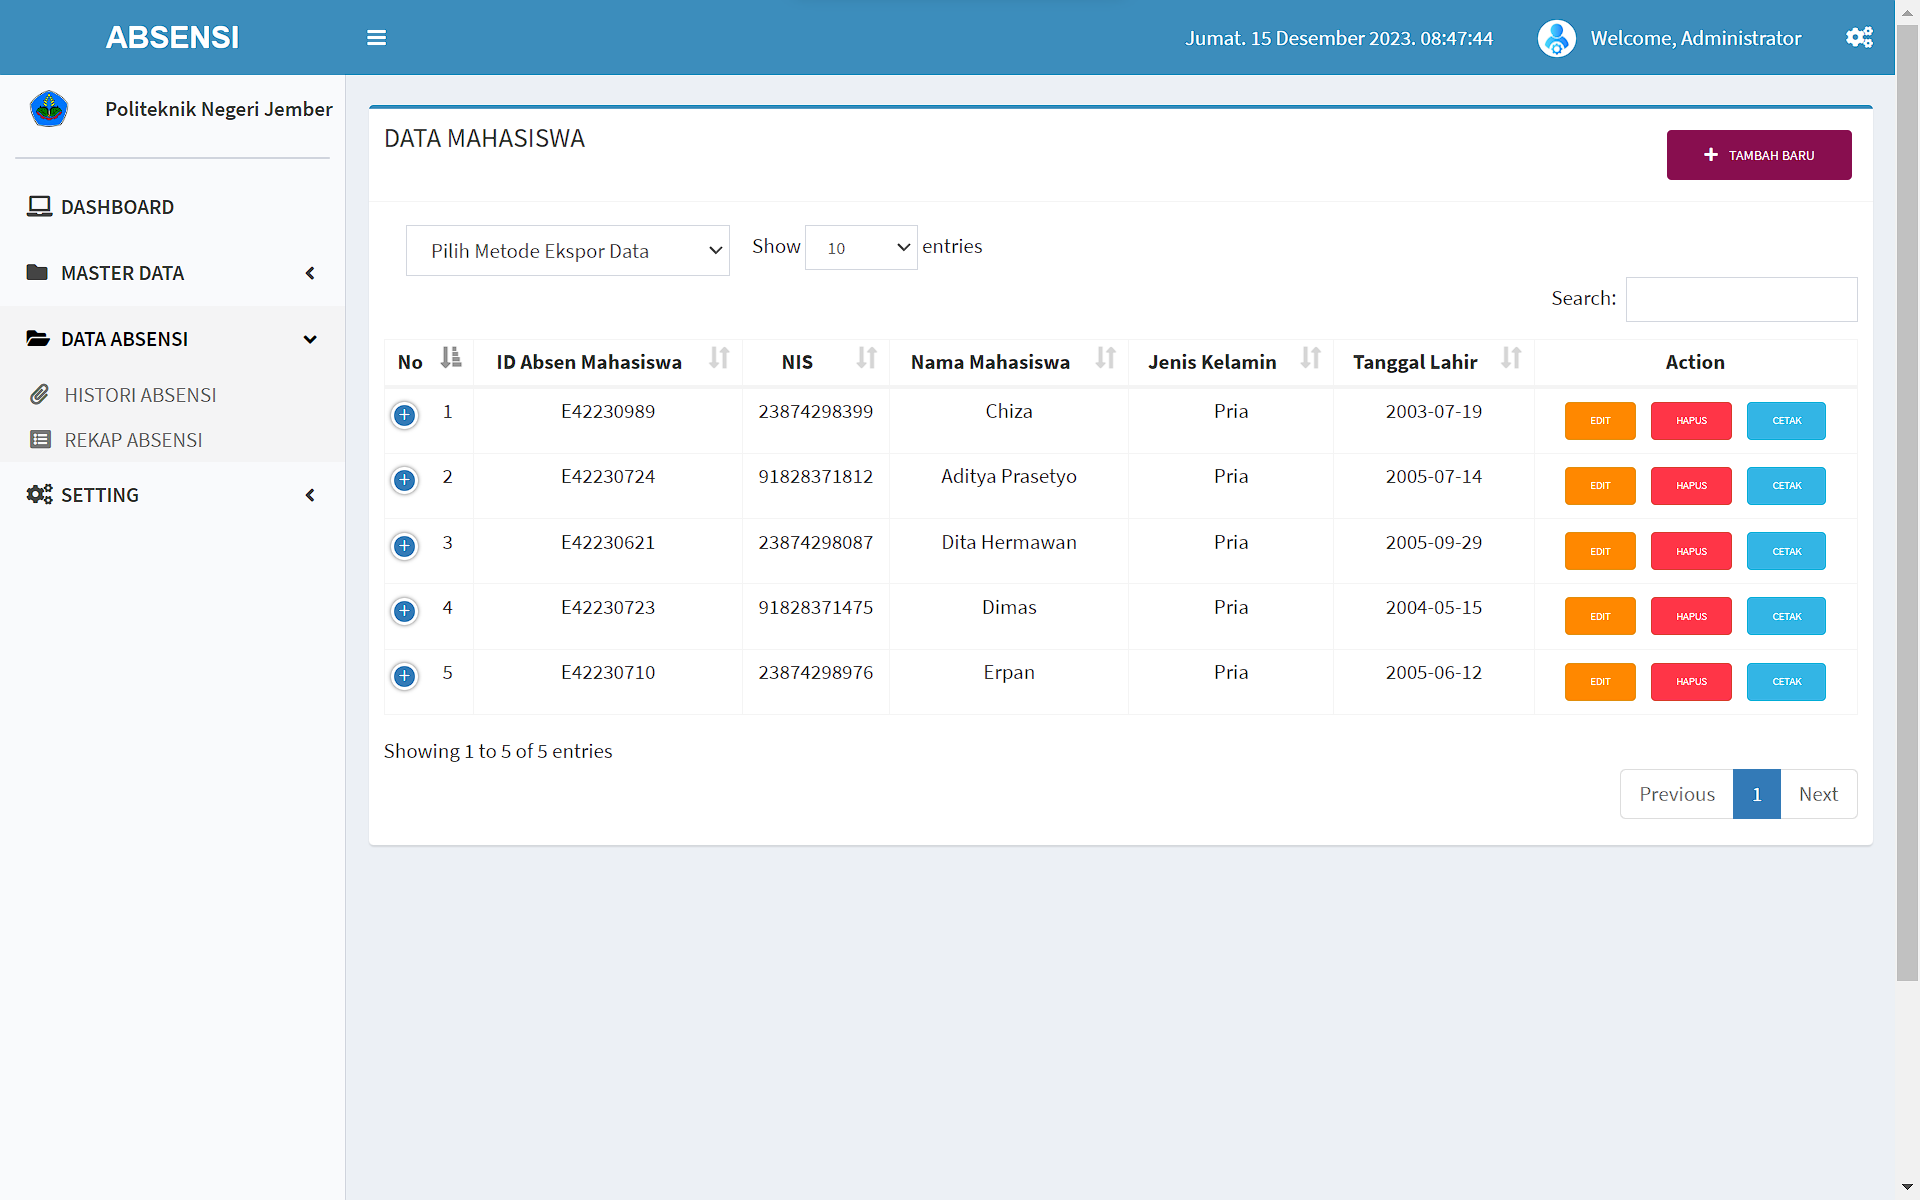 ABSENSI
Jumat. 15 Desember 2023. 08:47:44
Welcome, Administrator
Politeknik Negeri Jember
DASHBOARD
MASTER DATA
DATA ABSENSI
HISTORI ABSENSI
REKAP ABSENSI
SETTING
DATA MAHASISWA
TAMBAH BARU
Pilih Metode Ekspor Data
Show 10 entries
Search:
No ID Absen Mahasiswa NIS Nama Mahasiswa Jenis Kelamin Tanggal Lahir Action
1 E42230989 23874298399 Chiza Pria 2003-07-19 EDIT HAPUS CETAK
2 E42230724 91828371812 Aditya Prasetyo Pria 2005-07-14 EDIT HAPUS CETAK
3 E42230621 23874298087 Dita Hermawan Pria 2005-09-29 EDIT HAPUS CETAK
4 E42230723 91828371475 Dimas Pria 2004-05-15 EDIT HAPUS CETAK
5 E42230710 23874298976 Erpan Pria 2005-06-12 EDIT HAPUS CETAK
Showing 1 to 5 of 5 entries
Previous 1 Next